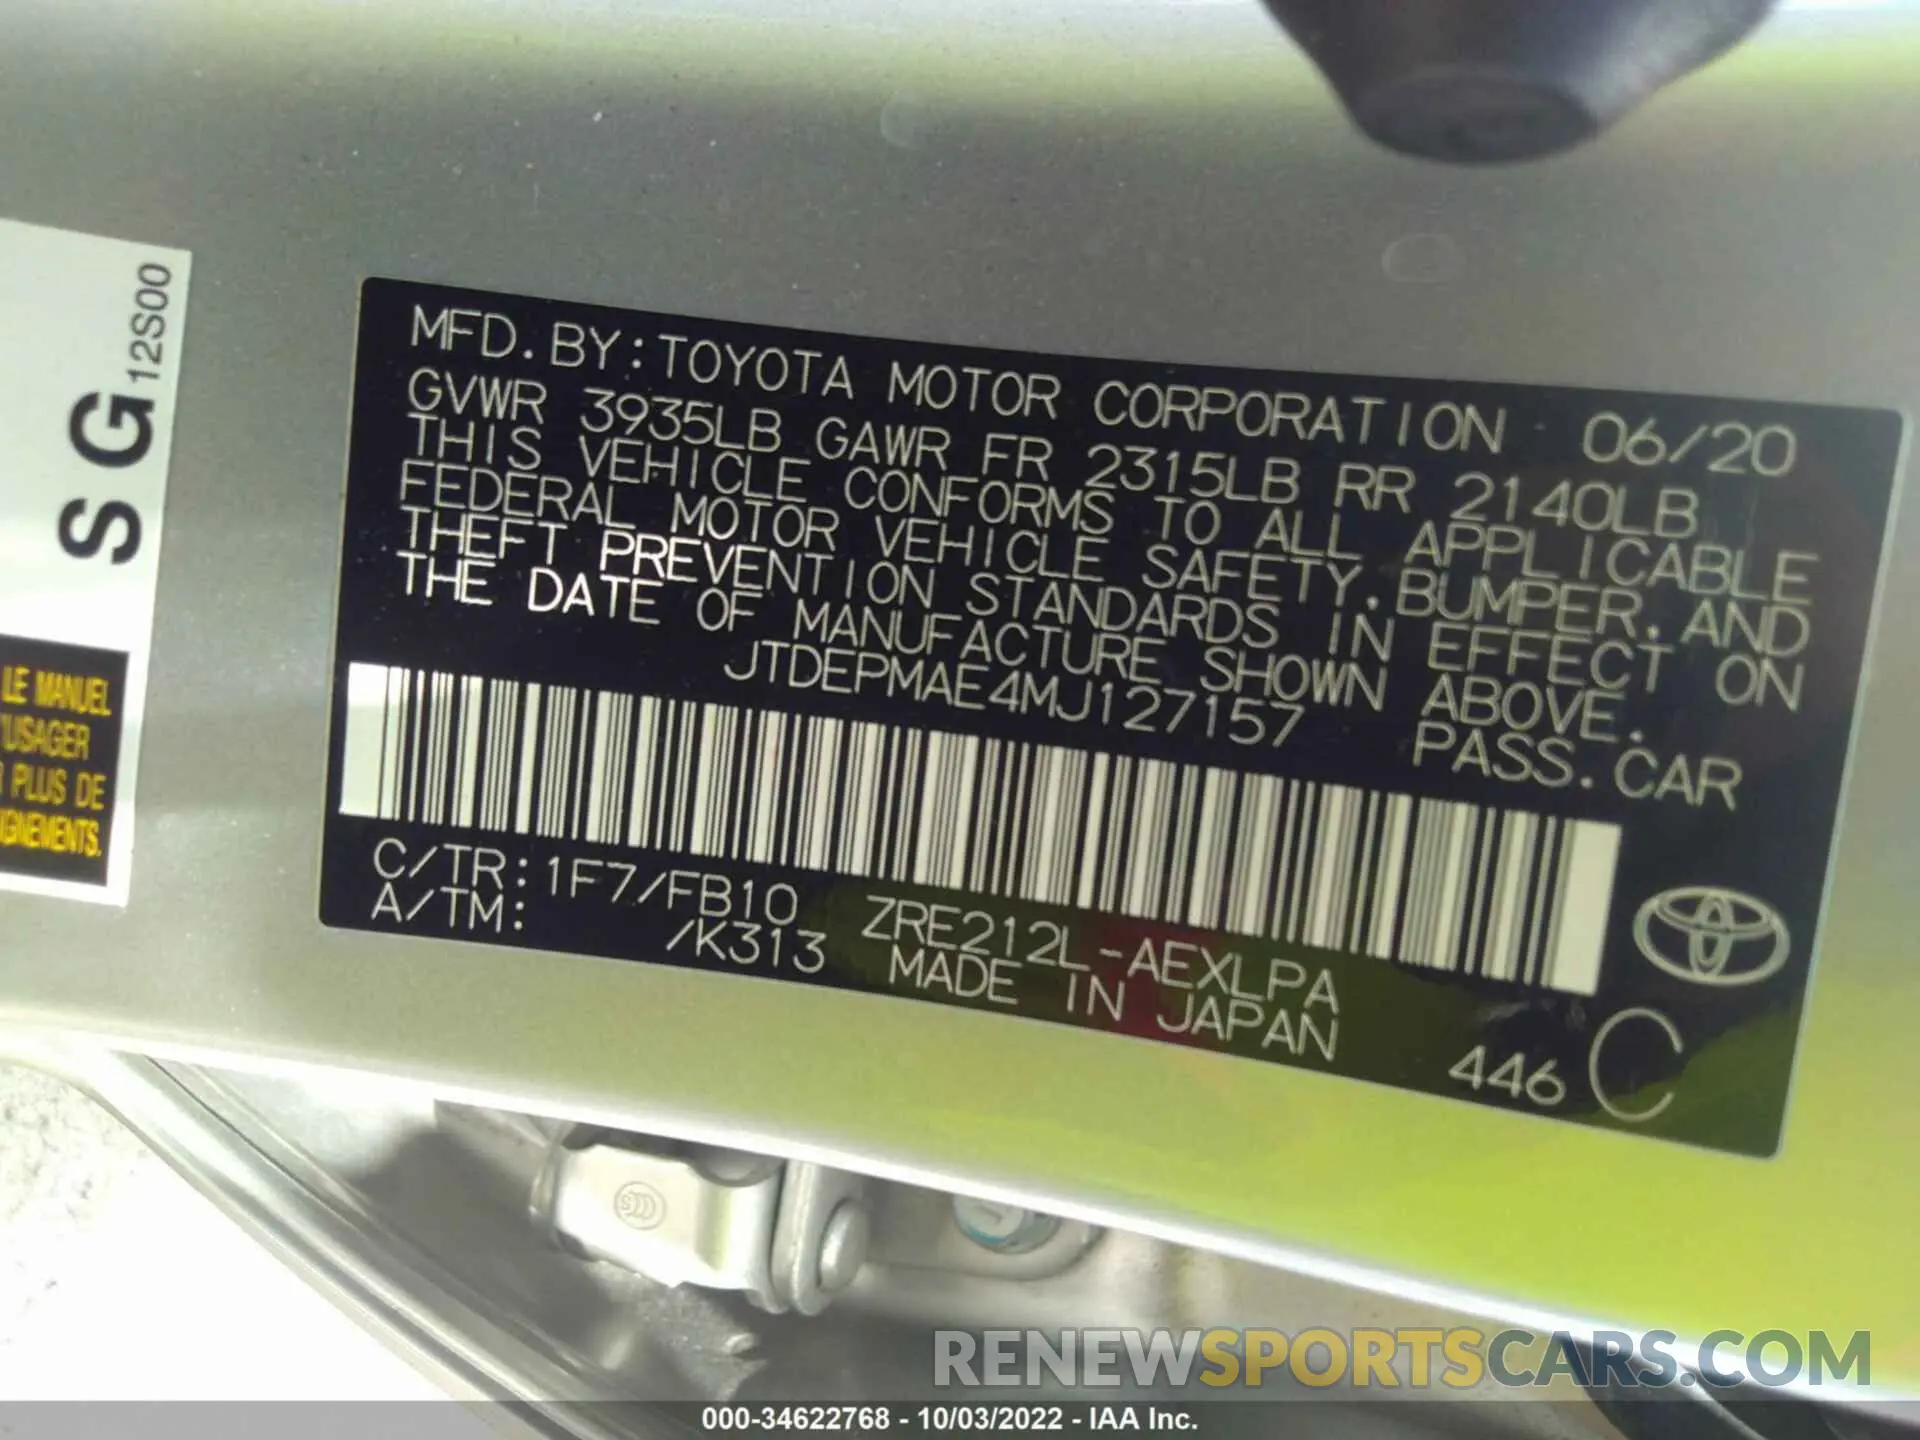 SG12S00
LE MANUEL
'USAGER
R PLUS DE
IGNEMENTS.
MFD. BY: TOYOTA MOTOR CORPORATION 06/20
GVWR 3935LB GAWR FR 2315LB RR 2140LB
THIS VEHICLE CONFORMS TO ALL APPLICABLE
FEDERAL MOTOR VEHICLE SAFETY, BUMPER, AND
THEFT PREVENTION STANDARDS IN EFFECT ON
THE DATE OF MANUFACTURE SHOWN ABOVE.
JTDEPMAE4MJ127157 PASS. CAR
C/TR: 1F7/FB10 ZRE212L-AEXLPA
A/TM: /K313 MADE IN JAPAN
446 C
RENEWSPORTSCARS.COM
000-34622768 - 10/03/2022 - IAA Inc.